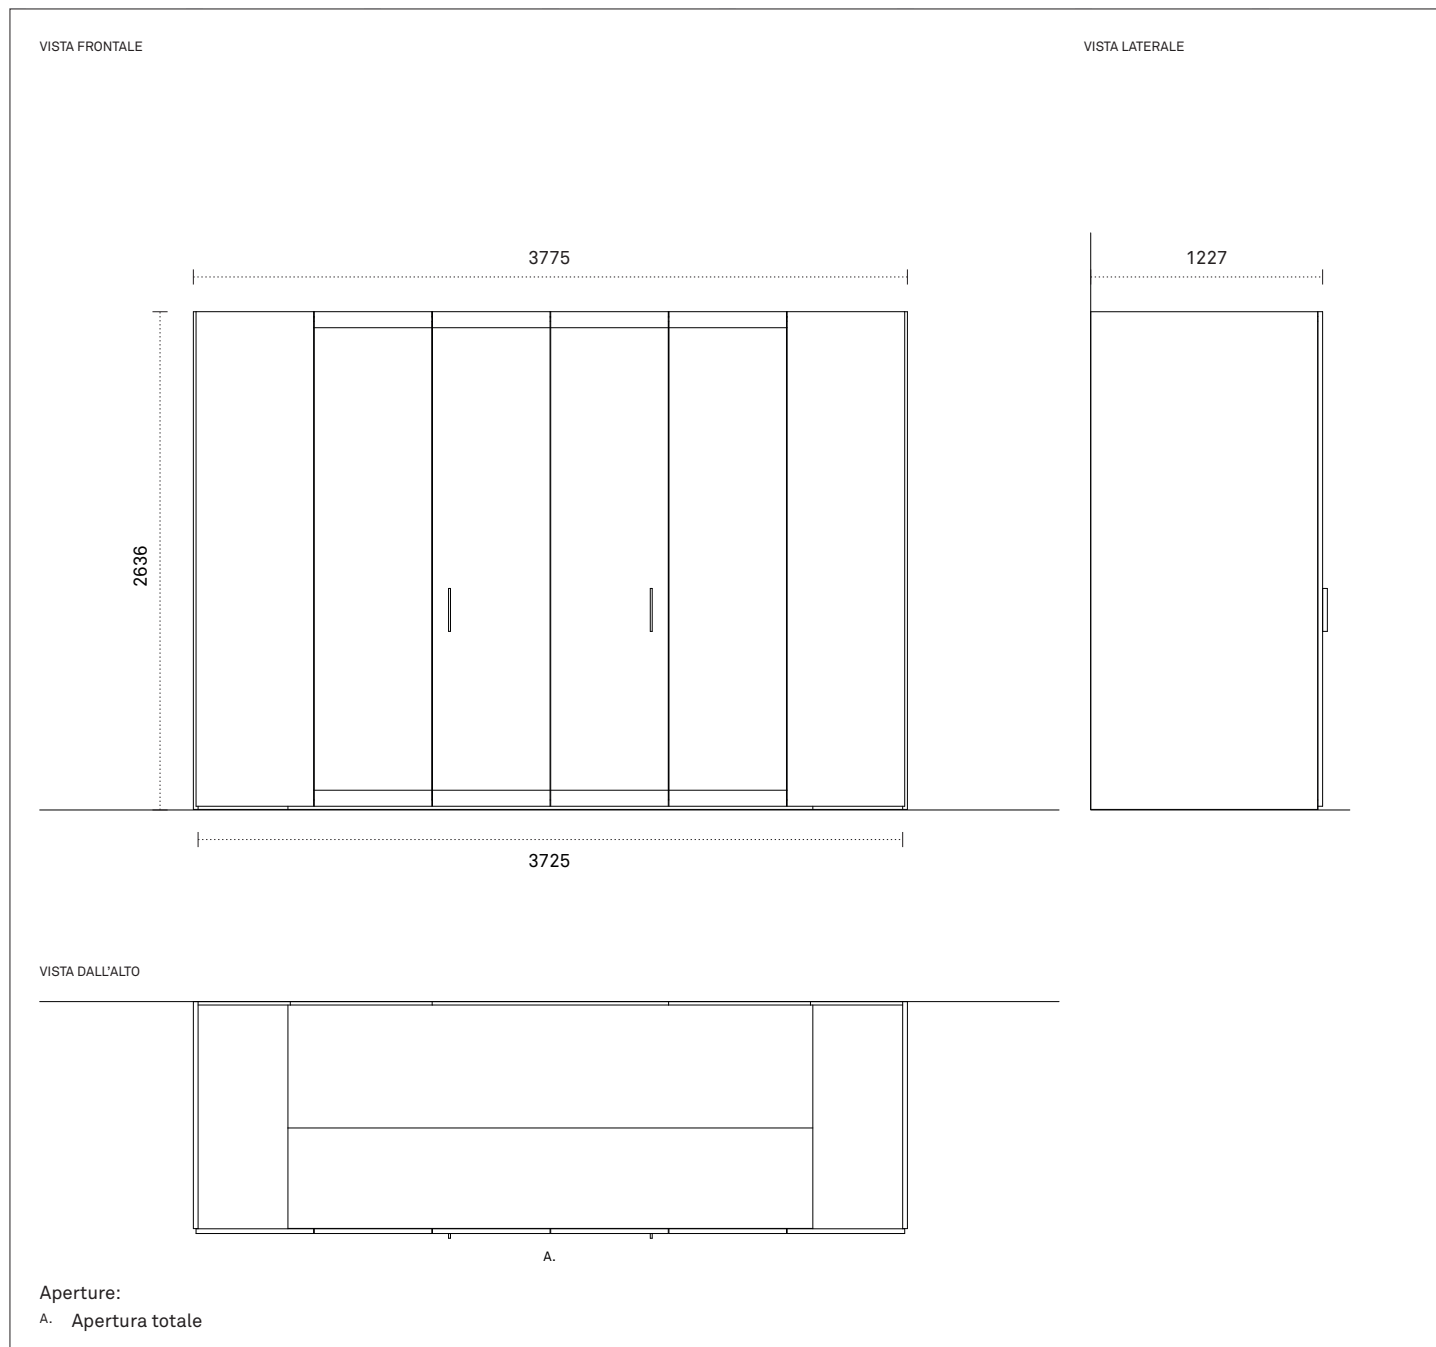 VISTA FRONTALE
VISTA LATERALE
3775
1227
2636
3725
VISTA DALL'ALTO
A.
Aperture:
A. Apertura totale